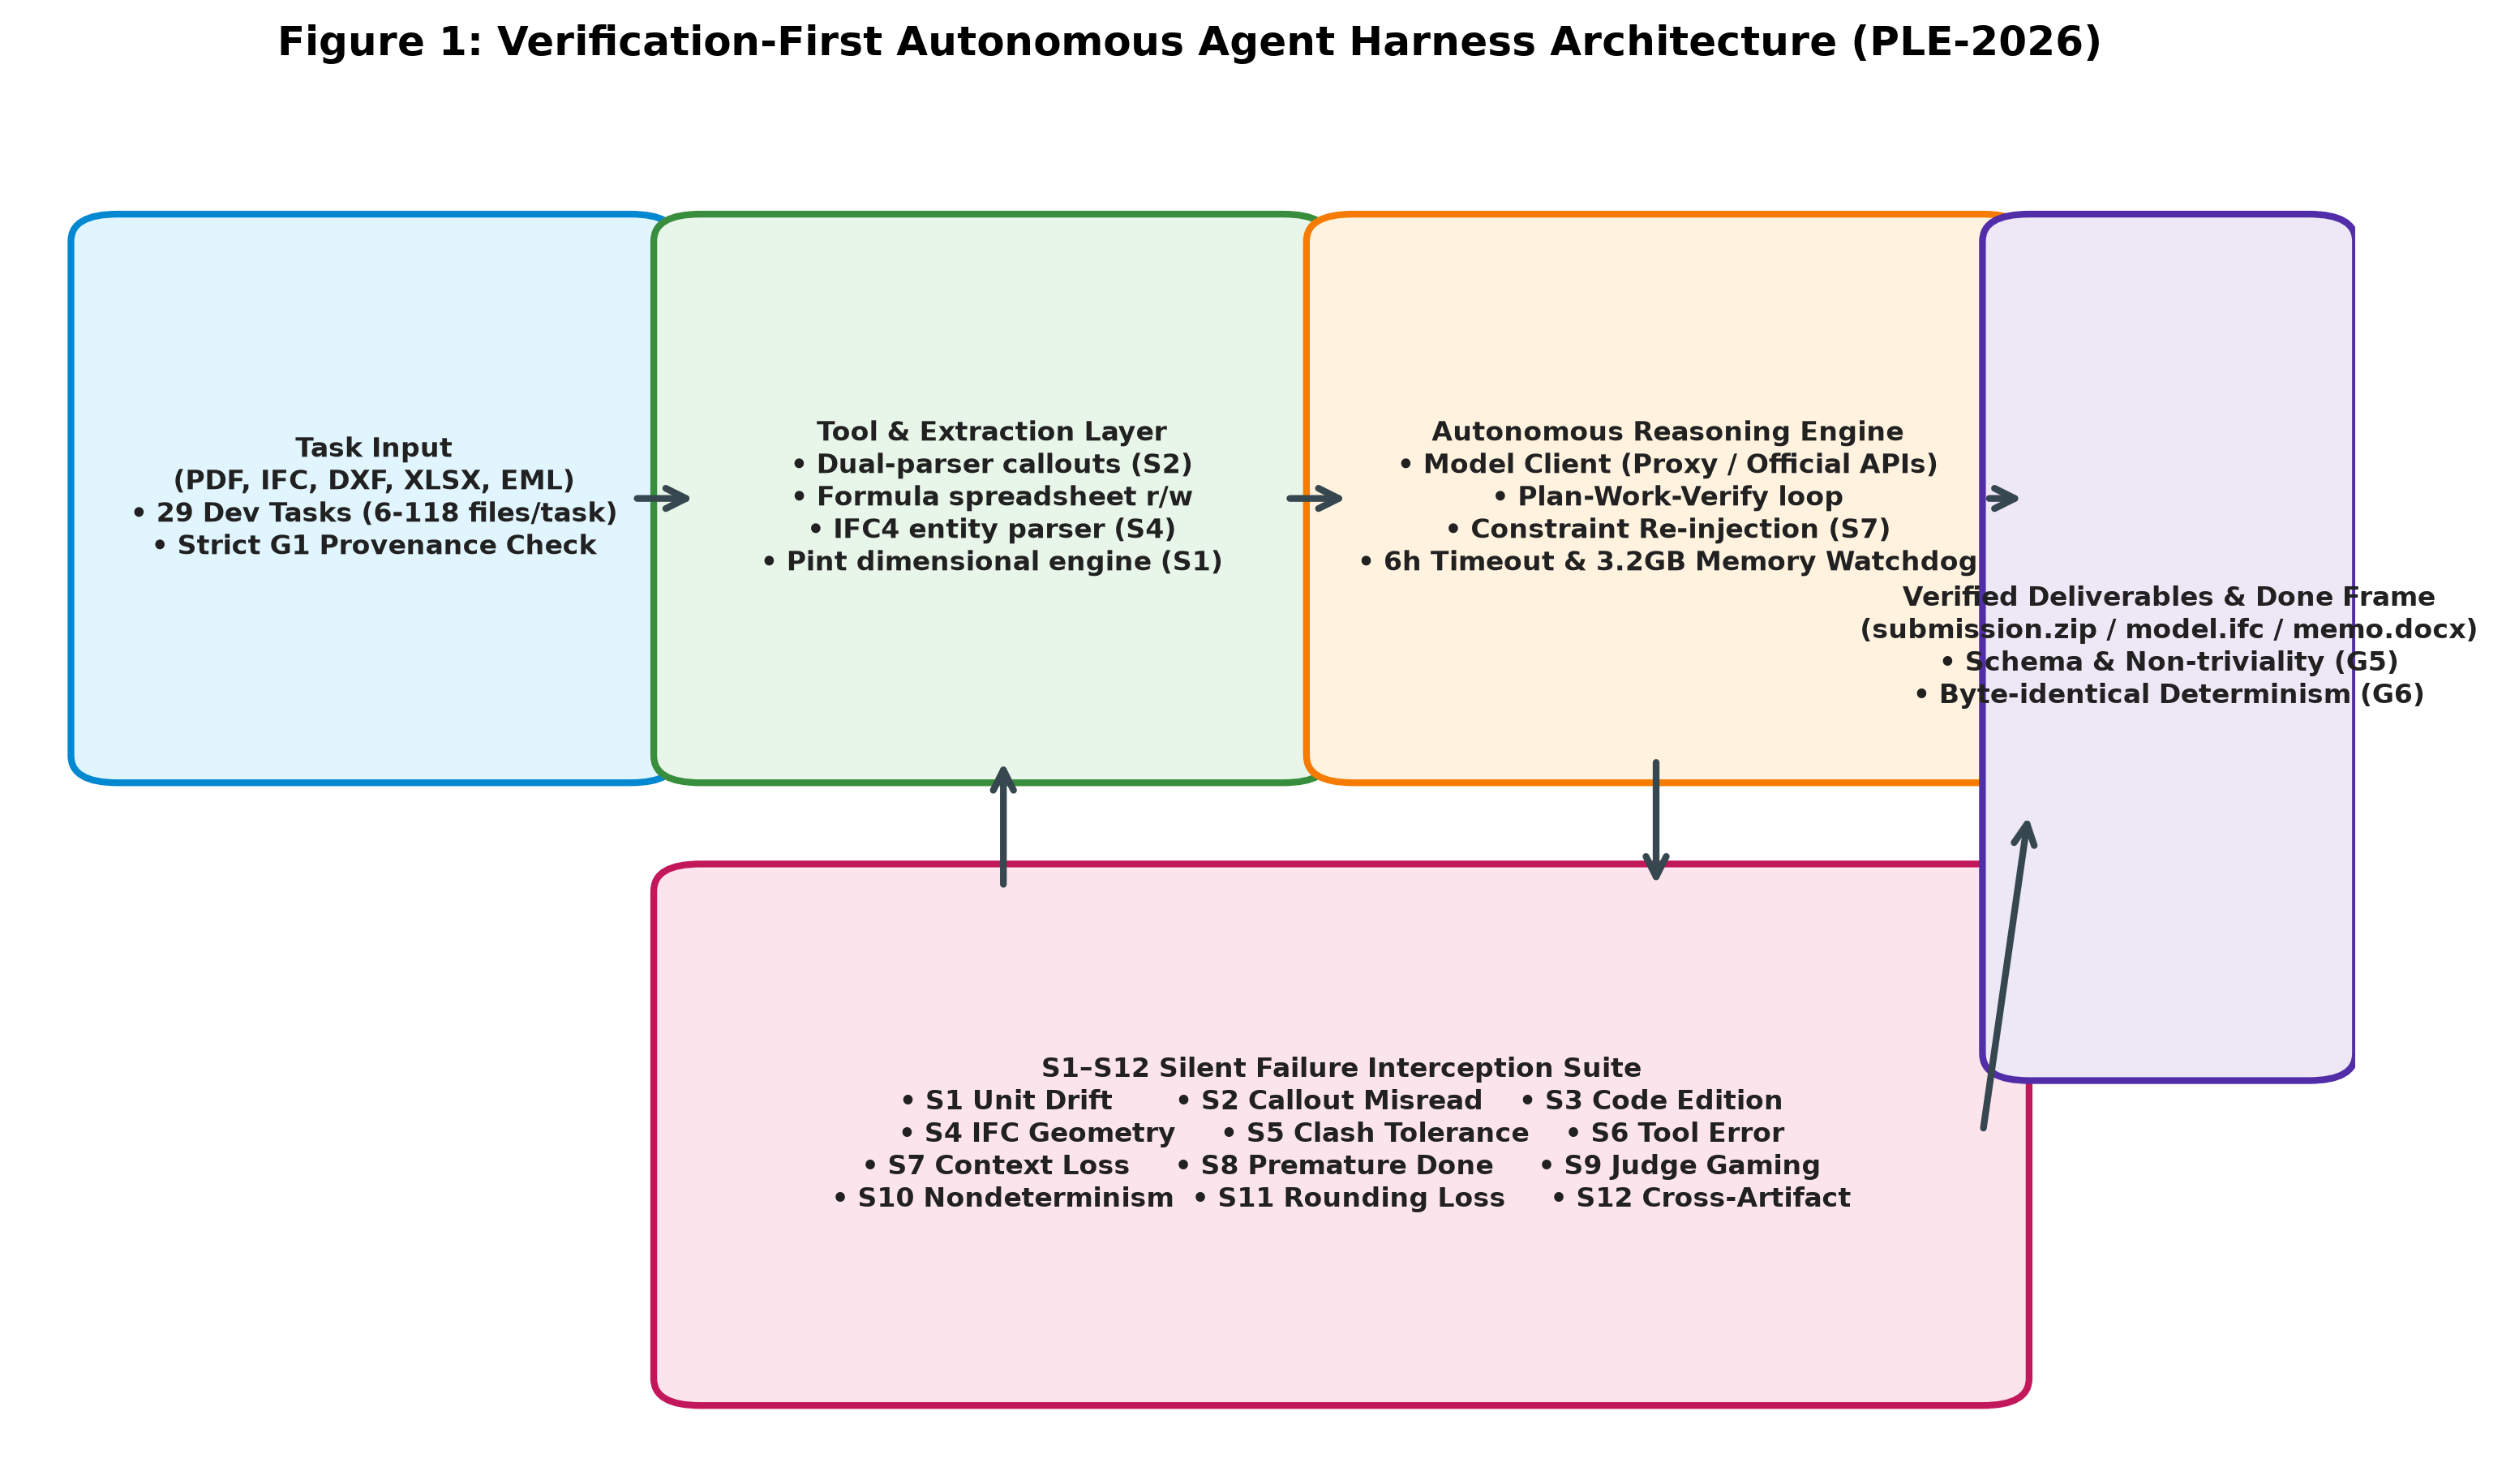 Figure 1: Verification-First Autonomous Agent Harness Architecture (PLE-2026)
Task Input
(PDF, IFC, DXF, XLSX, EML)
• 29 Dev Tasks (6-118 files/task)
• Strict G1 Provenance Check
Tool & Extraction Layer
• Dual-parser callouts (S2)
• Formula spreadsheet r/w
• IFC4 entity parser (S4)
• Pint dimensional engine (S1)
Autonomous Reasoning Engine
• Model Client (Proxy / Official APIs)
• Plan-Work-Verify loop
• Constraint Re-injection (S7)
• 6h Timeout & 3.2GB Memory Watchdog
Verified Deliverables & Done Frame
(submission.zip / model.ifc / memo.docx)
• Schema & Non-triviality (G5)
• Byte-identical Determinism (G6)
S1–S12 Silent Failure Interception Suite
• S1 Unit Drift • S2 Callout Misread • S3 Code Edition
• S4 IFC Geometry • S5 Clash Tolerance • S6 Tool Error
• S7 Context Loss • S8 Premature Done • S9 Judge Gaming
• S10 Nondeterminism • S11 Rounding Loss • S12 Cross-Artifact